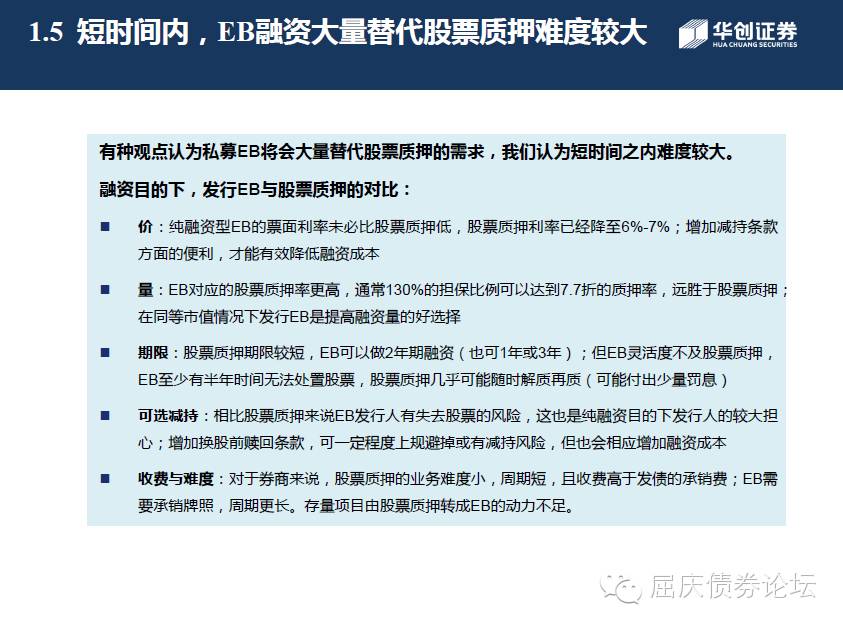 1.5 短时间内，EB融资大量替代股票质押难度较大
华创证券
HUA CHUANG SECURITIES
有种观点认为私募EB将会大量替代股票质押的需求，我们认为短时间之内难度较大。
融资目的下，发行EB与股票质押的对比：
■ 价：纯融资型EB的票面利率未必比股票质押低，股票质押利率已经降至6%-7%；增加减持条款
方面的便利，才能有效降低融资成本
■ 量：EB对应的股票质押率更高，通常130%的担保比例可以达到7.7折的质押率，远胜于股票质押；
在同等市值情况下发行EB是提高融资量的好选择
■ 期限：股票质押期限较短，EB可以做2年期融资（也可1年或3年）；但EB灵活度不及股票质押，
EB至少有半年时间无法处置股票，股票质押几乎可能随时解质再质（可能付出少量罚息）
■ 可选减持：相比股票质押来说EB发行人有失去股票的风险，这也是纯融资目的下发行人的较大担
心；增加换股前赎回条款，可一定程度上规避掉或有减持风险，但也会相应增加融资成本
■ 收费与难度：对于券商来说，股票质押的业务难度小，周期短，且收费高于发债的承销费；EB需
要承销牌照，周期更长。存量项目由股票质押转成EB的动力不足。
屈庆债券论坛